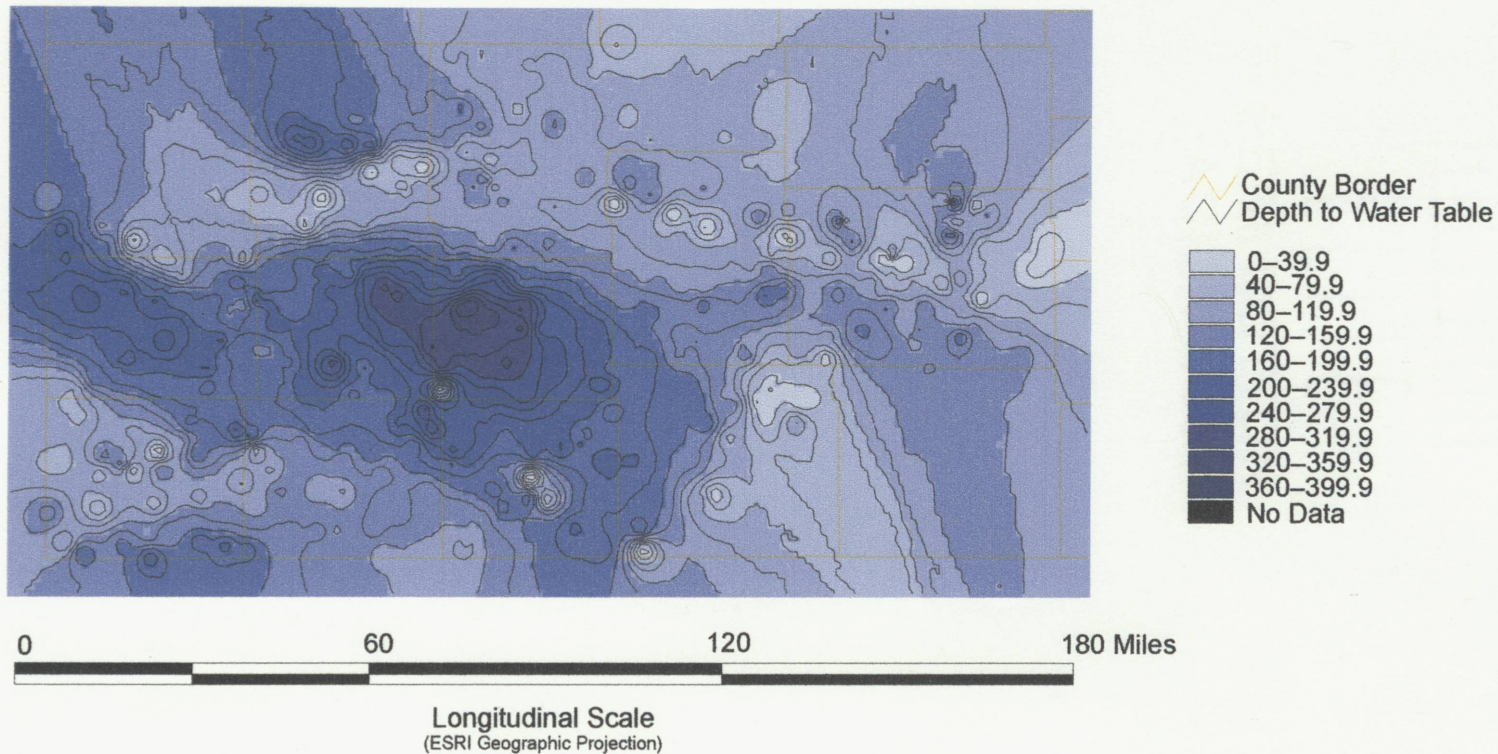 County Border
Depth to Water Table
0–39.9
40–79.9
80–119.9
120–159.9
160–199.9
200–239.9
240–279.9
280–319.9
320–359.9
360–399.9
No Data
0 60 120 180 Miles
Longitudinal Scale
(ESRI Geographic Projection)